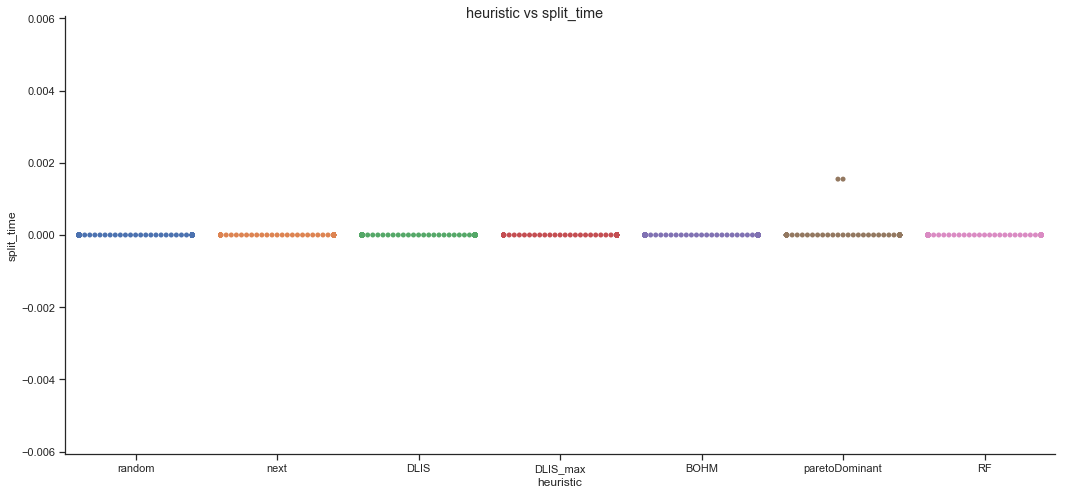 heuristic vs split_time
0.006
0.004
0.002
0.000
−0.002
−0.004
−0.006
split_time
random next DLIS DLIS_max BOHM paretoDominant RF
heuristic